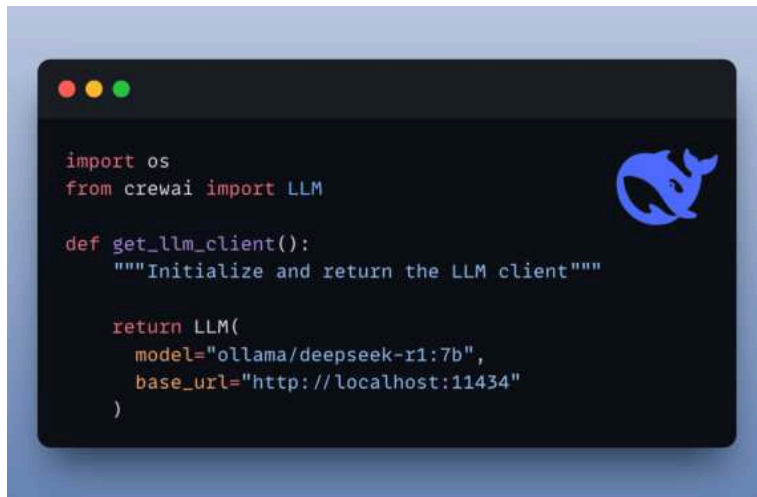 import os
from crewai import LLM
def get_llm_client():
"""Initialize and return the LLM client"""
return LLM(
model="ollama/deepseek-r1:7b",
base_url="http://localhost:11434"
)